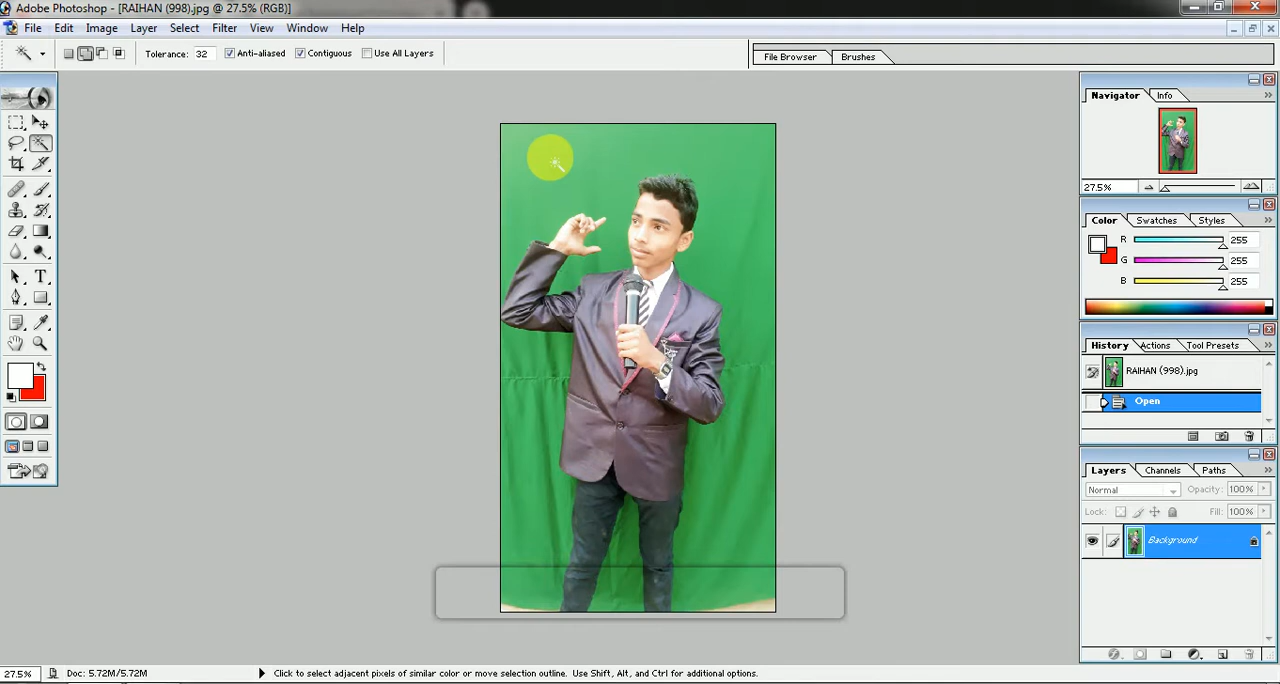 Adobe Photoshop - [RAIHAN (998).jpg @ 27.5% (RGB)]
File Edit Image Layer Select Filter View Window Help
Tolerance: 32 Anti-aliased Contiguous Use All Layers File Browser Brushes
Navigator Info
27.5%
Color Swatches Styles
R 255
G 255
B 255
History Actions Tool Presets
RAIHAN (998).jpg
Open
Layers Channels Paths
Normal Opacity: 100%
Lock: Fill: 100%
Background
27.5% Doc: 5.72M/5.72M Click to select adjacent pixels of similar color or move selection outline. Use Shift, Alt, and Ctrl for additional options.